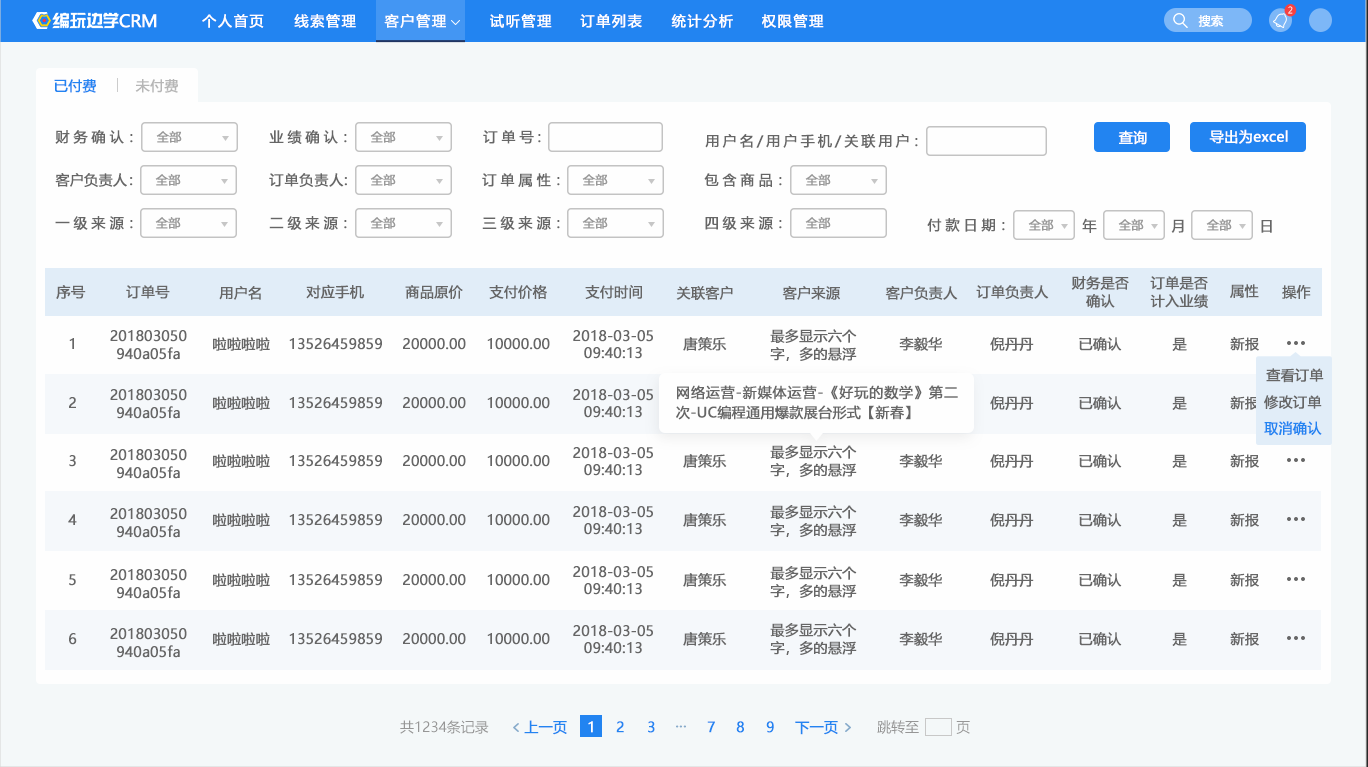 编玩边学CRM 个人首页 线索管理 客户管理 试听管理 订单列表 统计分析 权限管理 搜索 2
已付费 未付费
财务确认: 全部 业绩确认: 全部 订单号: 用户名/用户手机/关联用户: 查询 导出为excel
客户负责人: 全部 订单负责人: 全部 订单属性: 全部 包含商品: 全部
一级来源: 全部 二级来源: 全部 三级来源: 全部 四级来源: 全部 付款日期: 全部 年 全部 月 全部 日
序号 订单号 用户名 对应手机 商品原价 支付价格 支付时间 关联客户 客户来源 客户负责人 订单负责人 财务是否 订单是否 属性 操作
确认 计入业绩
1 201803050 啦啦啦啦 13526459859 20000.00 10000.00 2018-03-05 唐策乐 最多显示六个 李毅华 倪丹丹 已确认 是 新报 •••
940a05fa 09:40:13 字，多的悬浮
查看订单
修改订单
取消确认
2 201803050 啦啦啦啦 13526459859 20000.00 10000.00 2018-03-05 倪丹丹 已确认 是 新报
940a05fa 09:40:13
网络运营-新媒体运营-《好玩的数学》第二
次-UC编程通用爆款展台形式【新春】
3 201803050 啦啦啦啦 13526459859 20000.00 10000.00 2018-03-05 唐策乐 最多显示六个 李毅华 倪丹丹 已确认 是 新报 •••
940a05fa 09:40:13 字，多的悬浮
4 201803050 啦啦啦啦 13526459859 20000.00 10000.00 2018-03-05 唐策乐 最多显示六个 李毅华 倪丹丹 已确认 是 新报 •••
940a05fa 09:40:13 字，多的悬浮
5 201803050 啦啦啦啦 13526459859 20000.00 10000.00 2018-03-05 唐策乐 最多显示六个 李毅华 倪丹丹 已确认 是 新报 •••
940a05fa 09:40:13 字，多的悬浮
6 201803050 啦啦啦啦 13526459859 20000.00 10000.00 2018-03-05 唐策乐 最多显示六个 李毅华 倪丹丹 已确认 是 新报 •••
940a05fa 09:40:13 字，多的悬浮
共1234条记录 < 上一页 1 2 3 ··· 7 8 9 下一页 > 跳转至 页